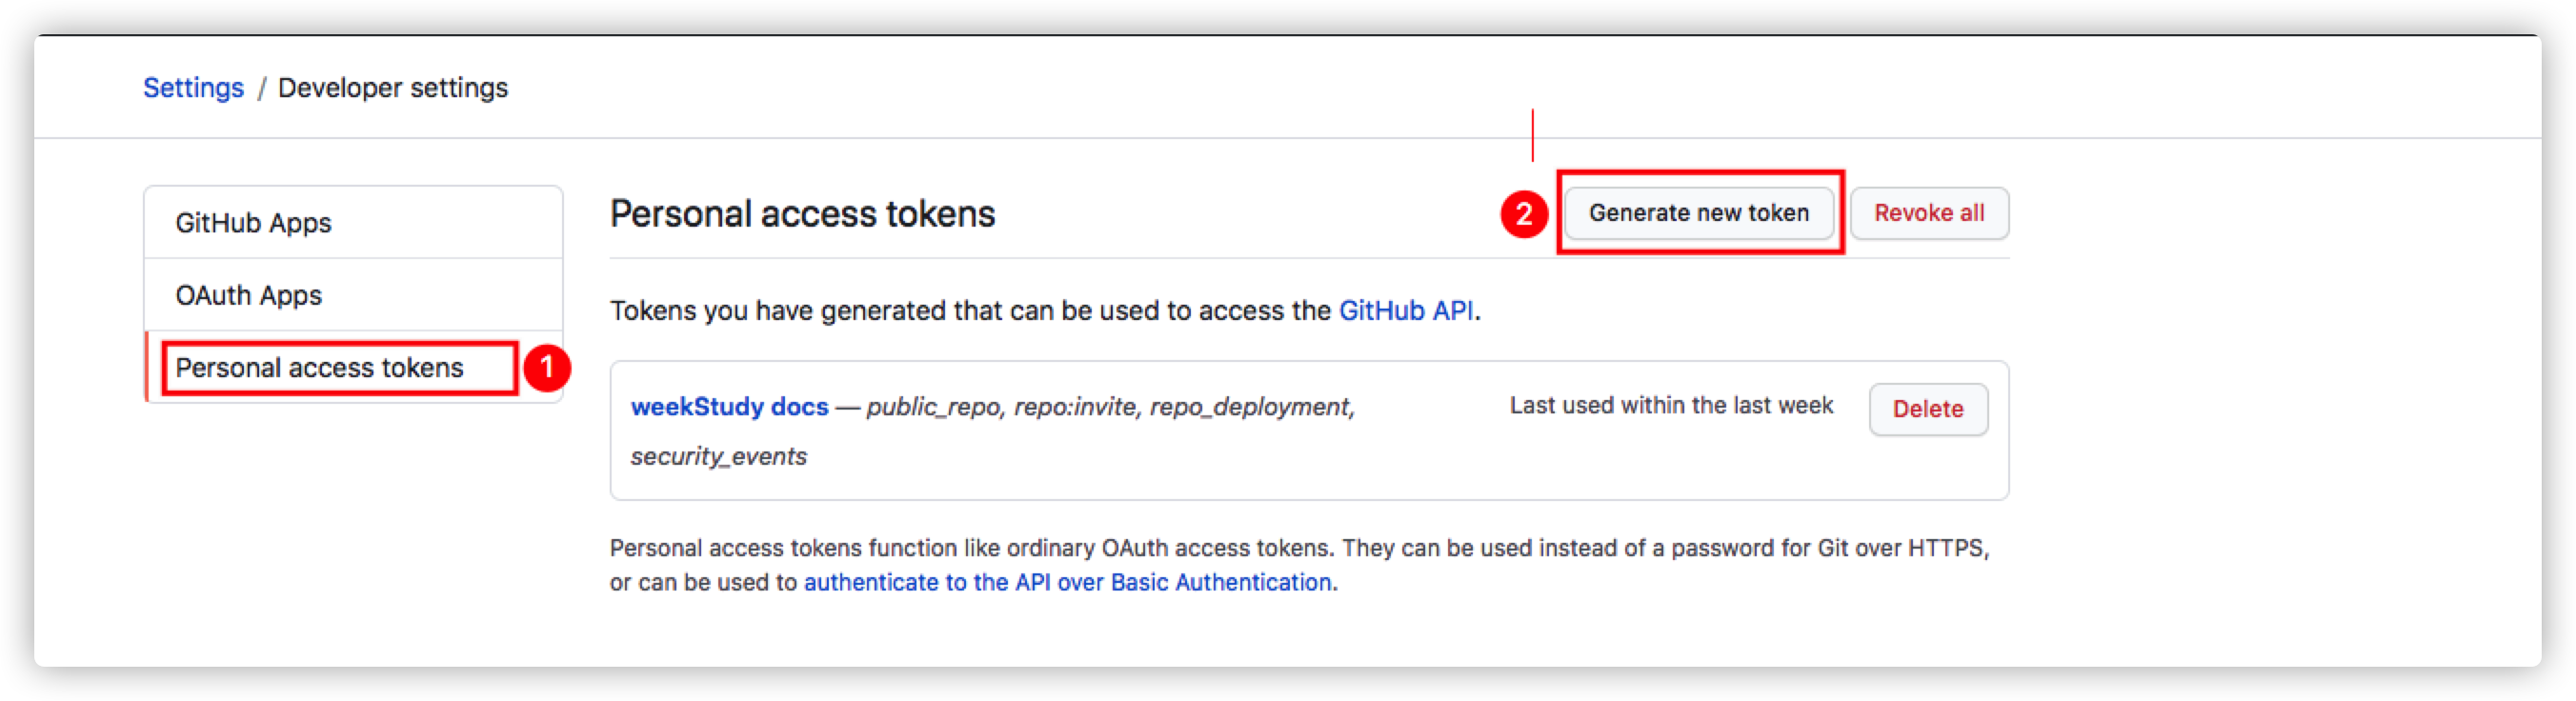 Settings / Developer settings
GitHub Apps
OAuth Apps
Personal access tokens 1
Personal access tokens
2 Generate new token
Revoke all
Tokens you have generated that can be used to access the GitHub API.
weekStudy docs — public_repo, repo:invite, repo_deployment,
security_events
Last used within the last week
Delete
Personal access tokens function like ordinary OAuth access tokens. They can be used instead of a password for Git over HTTPS,
or can be used to authenticate to the API over Basic Authentication.